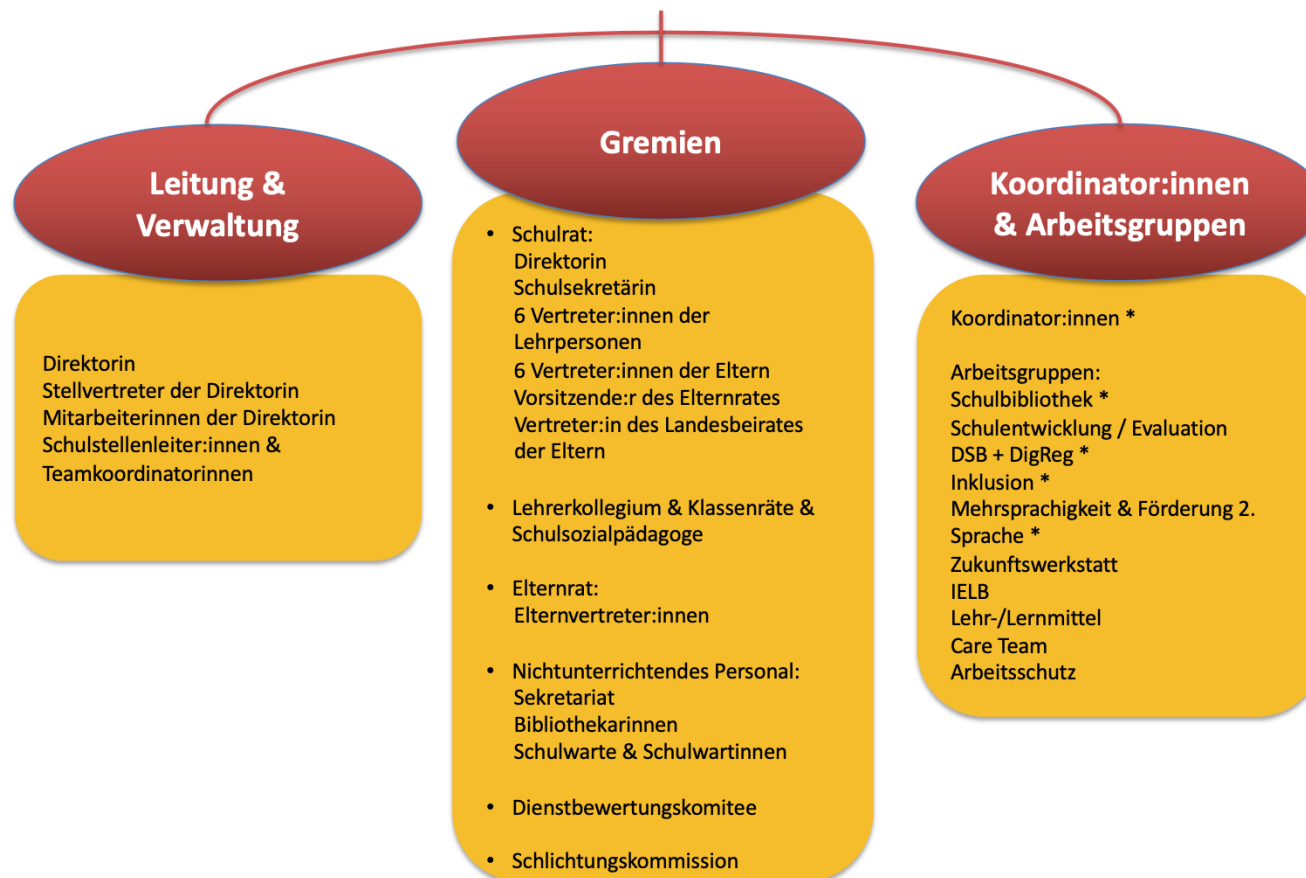 Leitung &
Verwaltung
Direktorin
Stellvertreter der Direktorin
Mitarbeiterinnen der Direktorin
Schulstellenleiter:innen &
Teamkoordinatorinnen
Gremien
• Schulrat:
Direktorin
Schulsekretärin
6 Vertreter:innen der
Lehrpersonen
6 Vertreter:innen der Eltern
Vorsitzende:r des Elternrates
Vertreter:in des Landesbeirates
der Eltern
• Lehrerkollegium & Klassenräte &
Schulsozialpädagoge
• Elternrat:
Elternvertreter:innen
• Nichtunterrichtendes Personal:
Sekretariat
Bibliothekarinnen
Schulwarte & Schulwartinnen
• Dienstbewertungskomitee
• Schlichtungskommission
Koordinator:innen
& Arbeitsgruppen
Koordinator:innen *
Arbeitsgruppen:
Schulbibliothek *
Schulentwicklung / Evaluation
DSB + DigReg *
Inklusion *
Mehrsprachigkeit & Förderung 2.
Sprache *
Zukunftswerkstatt
IELB
Lehr-/Lernmittel
Care Team
Arbeitsschutz